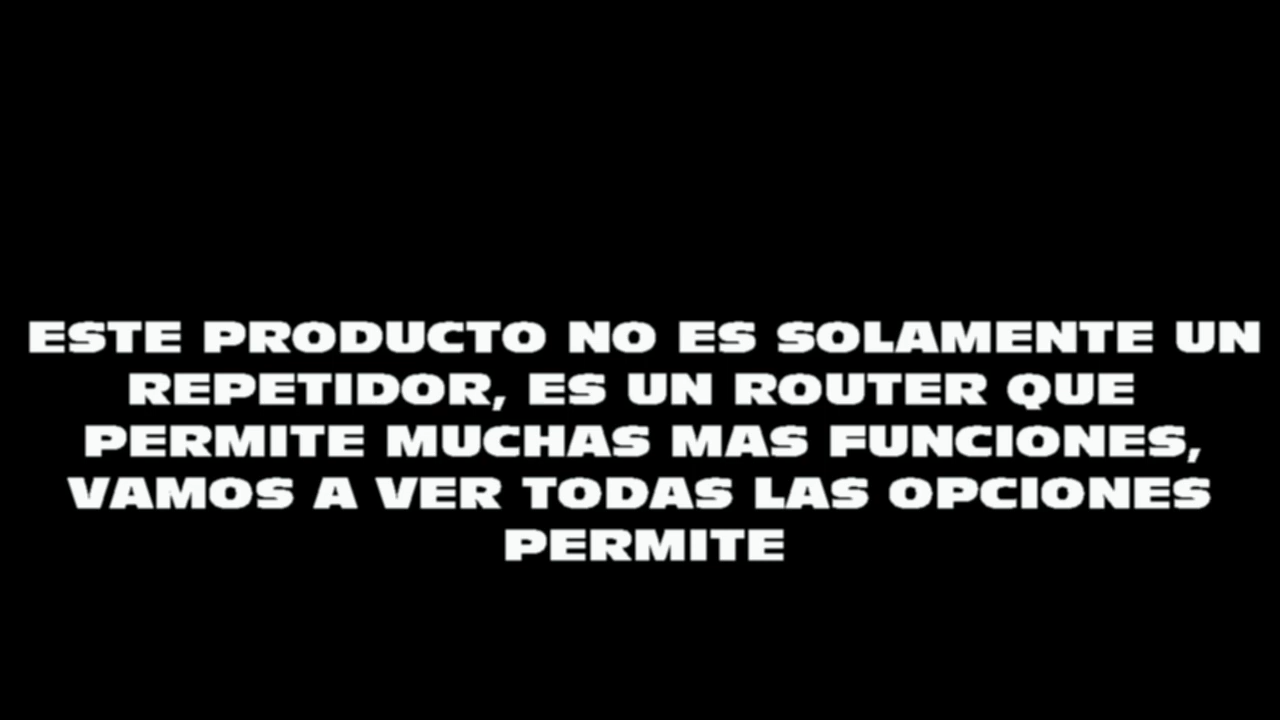 ESTE PRODUCTO NO ES SOLAMENTE UN
REPETIDOR, ES UN ROUTER QUE
PERMITE MUCHAS MAS FUNCIONES,
VAMOS A VER TODAS LAS OPCIONES
PERMITE